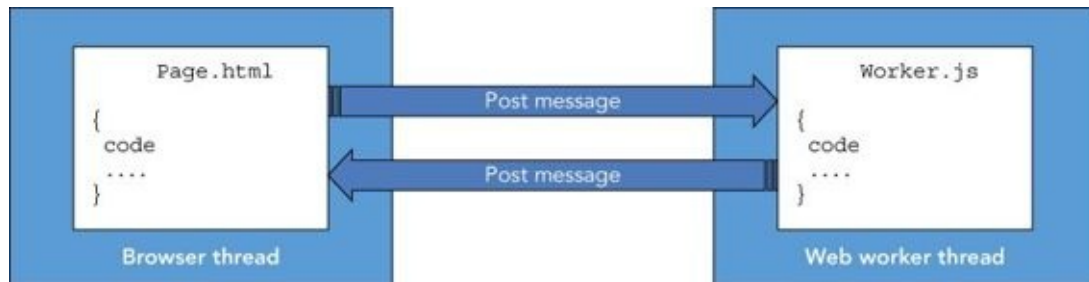 Page.html
{
code
....
}
Browser thread
Post message
Post message
Worker.js
{
code
....
}
Web worker thread